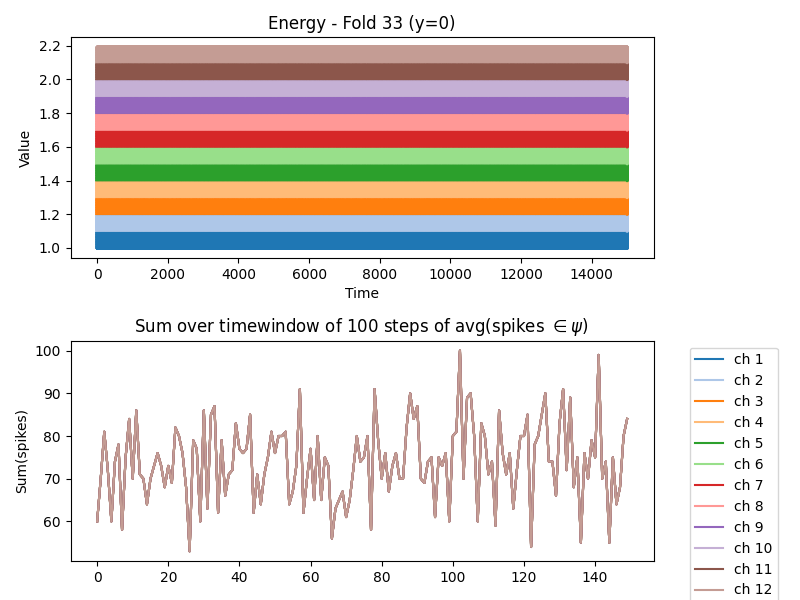 Energy - Fold 33 (y=0)
Value
2.2
2.0
1.8
1.6
1.4
1.2
1.0
0 2000 4000 6000 8000 10000 12000 14000
Time
Sum over timewindow of 100 steps of avg(spikes ∈ ψ)
Sum(spikes)
100
90
80
70
60
0 20 40 60 80 100 120 140
ch 1
ch 2
ch 3
ch 4
ch 5
ch 6
ch 7
ch 8
ch 9
ch 10
ch 11
ch 12